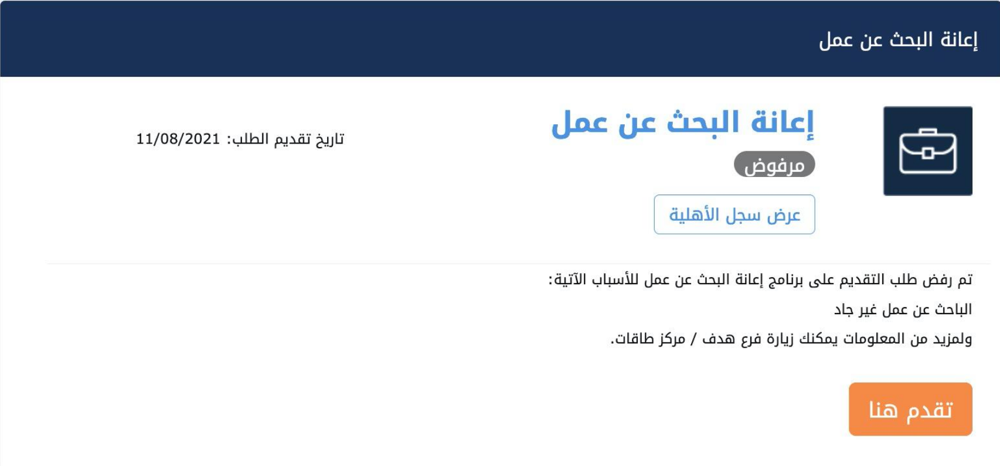 إعانة البحث عن عمل
إعانة البحث عن عمل
تاريخ تقديم الطلب: 11/08/2021
مرفوض
عرض سجل الأهلية
تم رفض طلب التقديم على برنامج إعانة البحث عن عمل للأسباب الآتية:
الباحث عن عمل غير جاد
ولمزيد من المعلومات يمكنك زيارة فرع هدف / مركز طاقات.
تقدم هنا